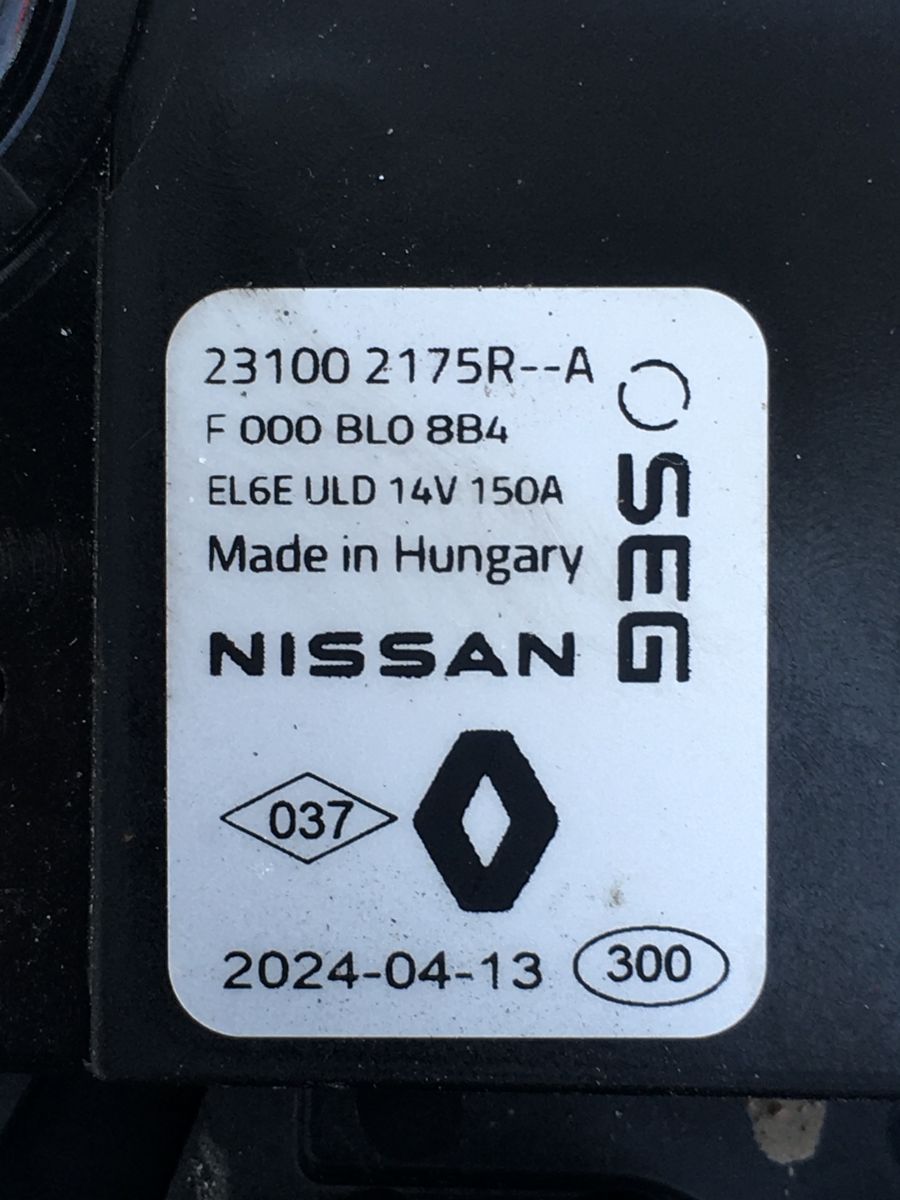 23100 2175R--A
F 000 BL0 8B4
EL6E ULD 14V 150A
Made in Hungary
SEG
NISSAN
037
2024-04-13
300